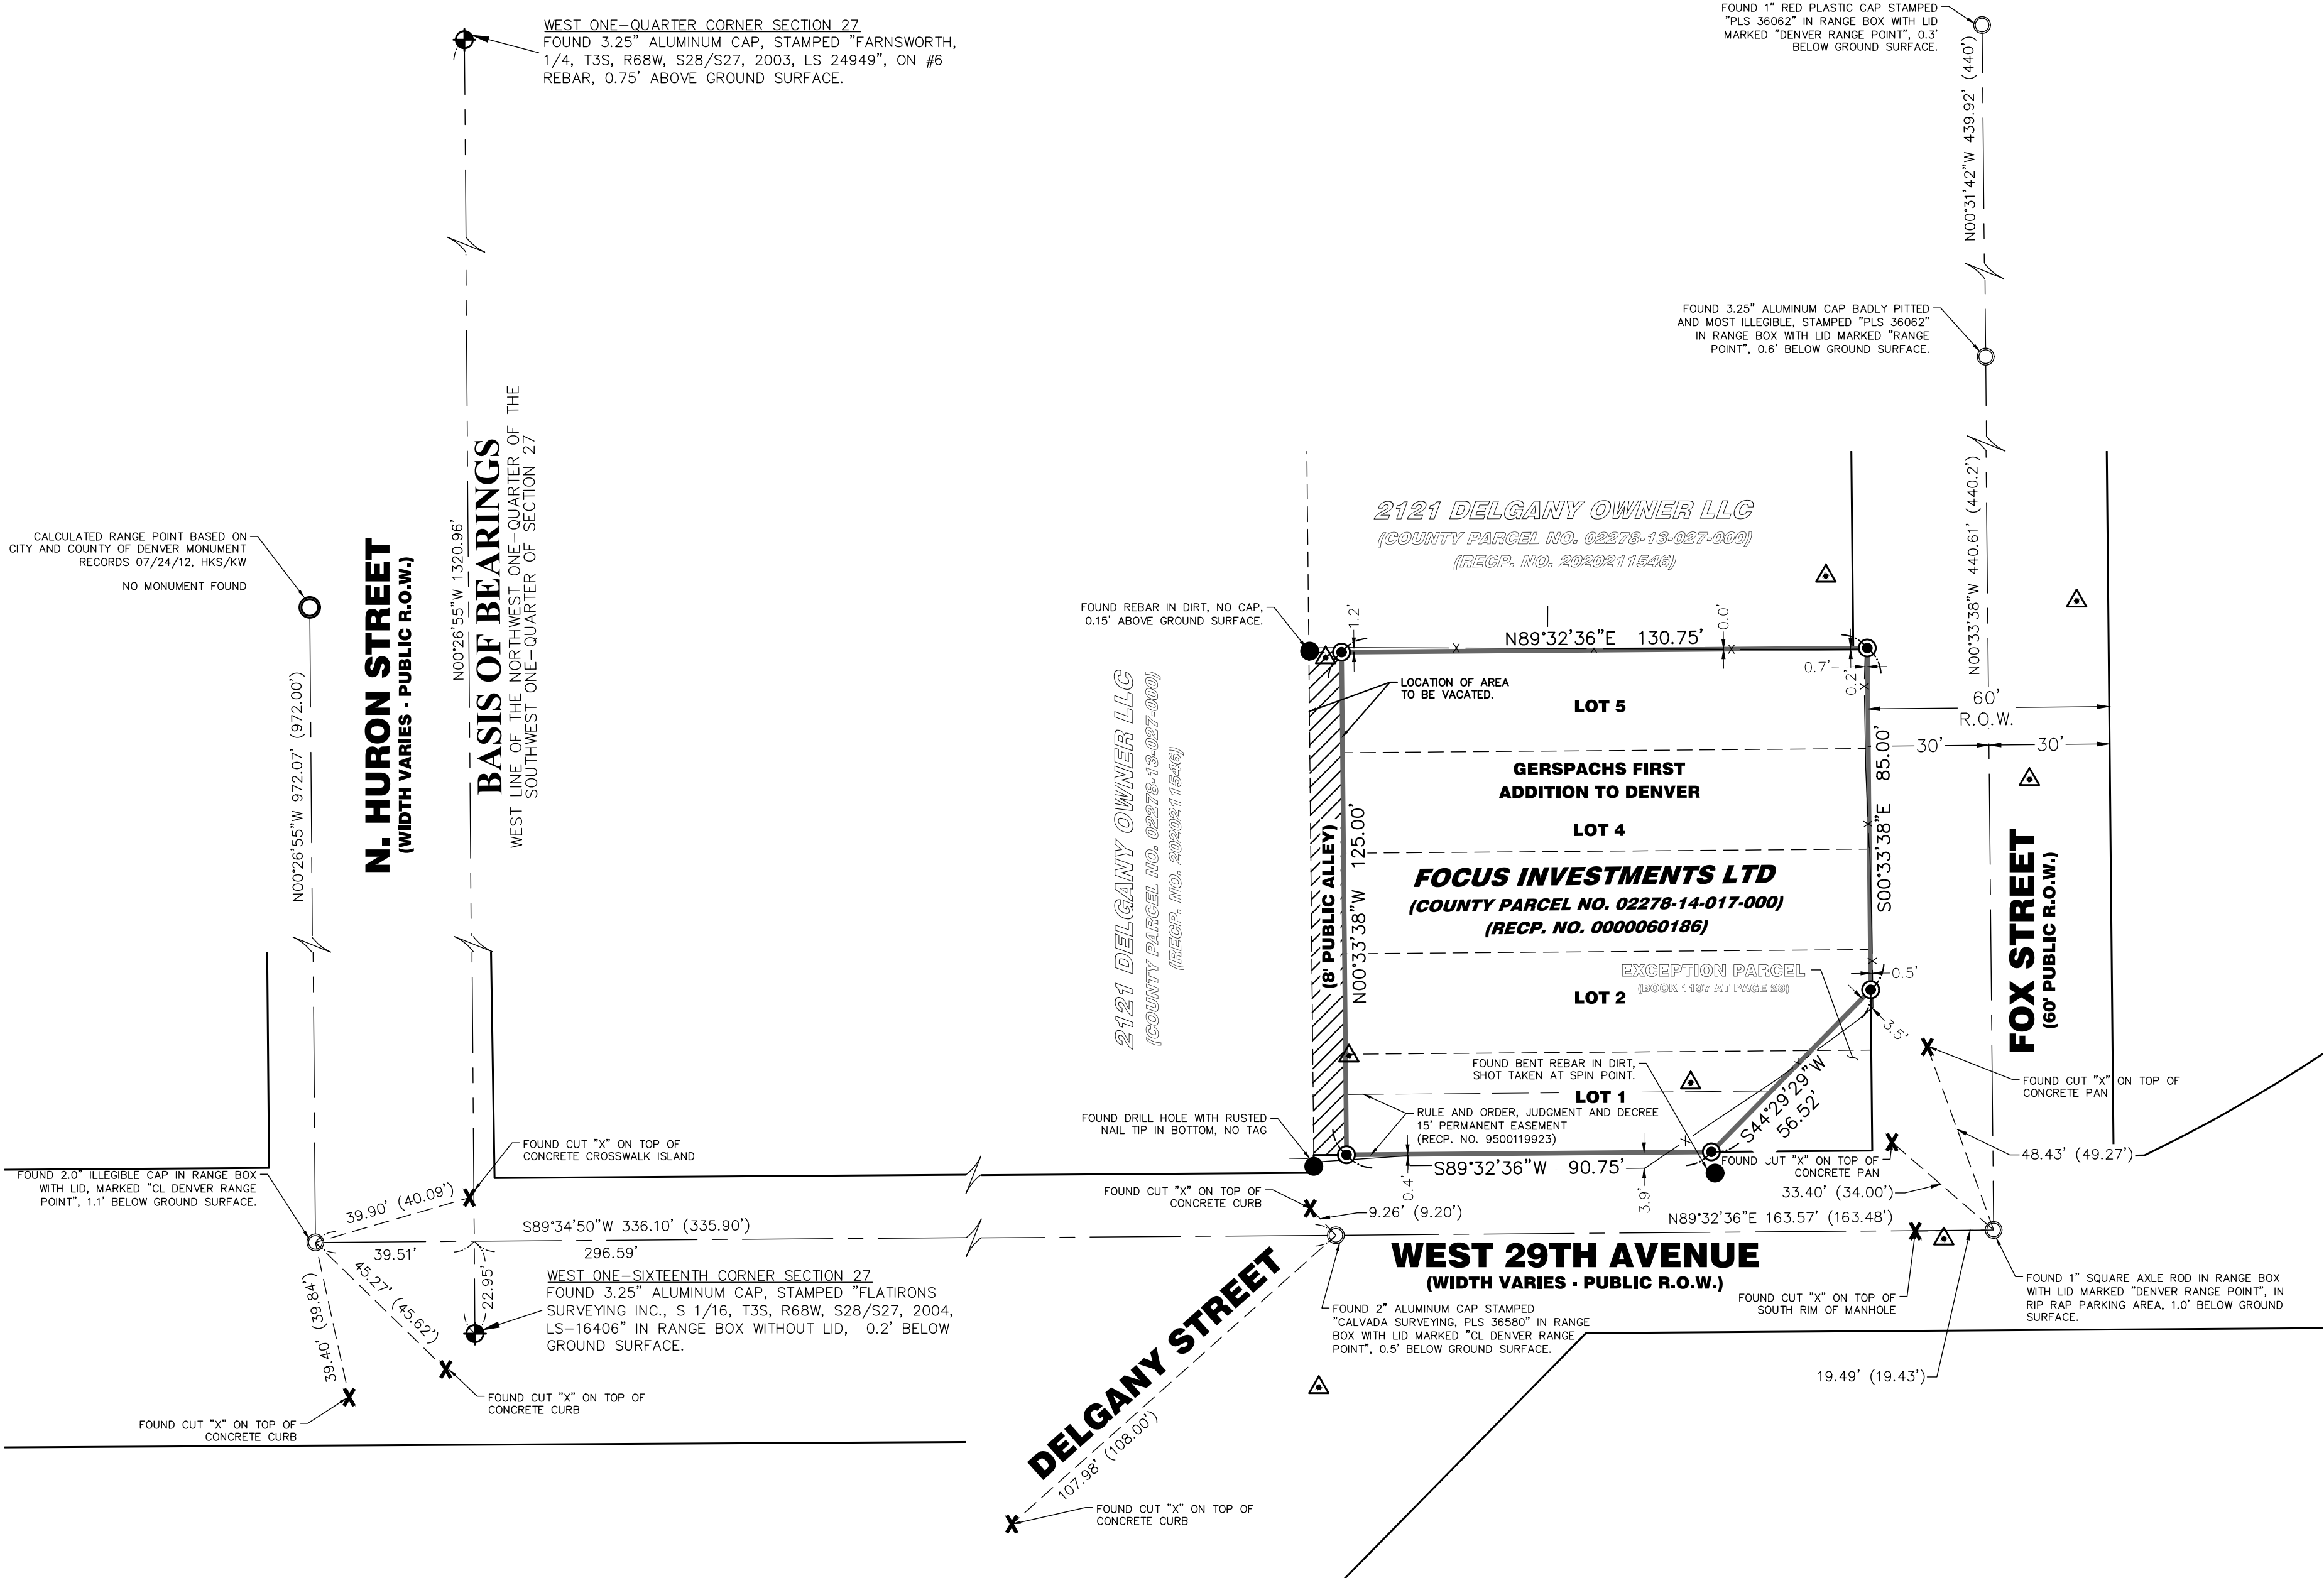 WEST ONE-QUARTER CORNER SECTION 27
FOUND 3.25" ALUMINUM CAP, STAMPED "FARNSWORTH,
1/4, T3S, R68W, S28/S27, 2003, LS 24949", ON #6
REBAR, 0.75' ABOVE GROUND SURFACE.
FOUND 1" RED PLASTIC CAP STAMPED
"PLS 36062" IN RANGE BOX WITH LID
MARKED "DENVER RANGE POINT", 0.3'
BELOW GROUND SURFACE.
N00°31'42"W 439.92' (440')
FOUND 3.25" ALUMINUM CAP BADLY PITTED
AND MOST ILLEGIBLE, STAMPED "PLS 36062"
IN RANGE BOX WITH LID MARKED "RANGE
POINT", 0.6' BELOW GROUND SURFACE.
N00°33'38"W 440.61' (440.2')
CALCULATED RANGE POINT BASED ON
CITY AND COUNTY OF DENVER MONUMENT
RECORDS 07/24/12, HKS/KW
NO MONUMENT FOUND
N00°26'55"W 972.07' (972.00')
N. HURON STREET
(WIDTH VARIES - PUBLIC R.O.W.)
N00°26'55"W 1320.96'
BASIS OF BEARINGS
WEST LINE OF THE NORTHWEST ONE-QUARTER OF THE
SOUTHWEST ONE-QUARTER OF SECTION 27
2121 DELGANY OWNER LLC
(COUNTY PARCEL NO. 02278-13-027-000)
(RECP. NO. 2020211546)
FOUND REBAR IN DIRT, NO CAP,
0.15' ABOVE GROUND SURFACE.
1.2'
N89°32'36"E 130.75'
0.0'
0.7'
0.2'
LOCATION OF AREA
TO BE VACATED.
LOT 5
60'
R.O.W.
30'
30'
2121 DELGANY OWNER LLC
(COUNTY PARCEL NO. 02278-13-027-000)
(RECP. NO. 2020211546)
(8' PUBLIC ALLEY)
N00°33'38"W 125.00'
GERSPACHS FIRST
ADDITION TO DENVER
LOT 4
FOCUS INVESTMENTS LTD
(COUNTY PARCEL NO. 02278-14-017-000)
(RECP. NO. 0000060186)
S00°33'38"E 85.00'
FOX STREET
(60' PUBLIC R.O.W.)
EXCEPTION PARCEL
(BOOK 1197 AT PAGE 28)
LOT 2
0.5'
3.5'
FOUND BENT REBAR IN DIRT,
SHOT TAKEN AT SPIN POINT.
LOT 1
RULE AND ORDER, JUDGMENT AND DECREE
15' PERMANENT EASEMENT
(RECP. NO. 9500119923)
S44°29'29"W
56.52'
FOUND CUT "X" ON TOP OF
CONCRETE PAN
48.43' (49.27')
FOUND DRILL HOLE WITH RUSTED
NAIL TIP IN BOTTOM, NO TAG
S89°32'36"W 90.75'
0.4'
3.9'
FOUND CUT "X" ON TOP OF
CONCRETE PAN
33.40' (34.00')
FOUND CUT "X" ON TOP OF
CONCRETE CROSSWALK ISLAND
FOUND 2.0" ILLEGIBLE CAP IN RANGE BOX
WITH LID, MARKED "CL DENVER RANGE
POINT", 1.1' BELOW GROUND SURFACE.
39.90' (40.09')
S89°34'50"W 336.10' (335.90')
39.51'
296.59'
22.95'
45.27' (45.62')
39.40' (39.84')
FOUND CUT "X" ON TOP OF
CONCRETE CURB
9.26' (9.20')
N89°32'36"E 163.57' (163.48')
WEST 29TH AVENUE
(WIDTH VARIES - PUBLIC R.O.W.)
WEST ONE-SIXTEENTH CORNER SECTION 27
FOUND 3.25" ALUMINUM CAP, STAMPED "FLATIRONS
SURVEYING INC., S 1/16, T3S, R68W, S28/S27, 2004,
LS-16406" IN RANGE BOX WITHOUT LID, 0.2' BELOW
GROUND SURFACE.
DELGANY STREET
107.98' (108.00')
FOUND 2" ALUMINUM CAP STAMPED
"CALVADA SURVEYING, PLS 36580" IN RANGE
BOX WITH LID MARKED "CL DENVER RANGE
POINT", 0.5' BELOW GROUND SURFACE.
FOUND CUT "X" ON TOP OF
SOUTH RIM OF MANHOLE
FOUND 1" SQUARE AXLE ROD IN RANGE BOX
WITH LID MARKED "DENVER RANGE POINT", IN
RIP RAP PARKING AREA, 1.0' BELOW GROUND
SURFACE.
19.49' (19.43')
FOUND CUT "X" ON TOP OF
CONCRETE CURB
FOUND CUT "X" ON TOP OF
CONCRETE CURB
FOUND CUT "X" ON TOP OF
CONCRETE CURB